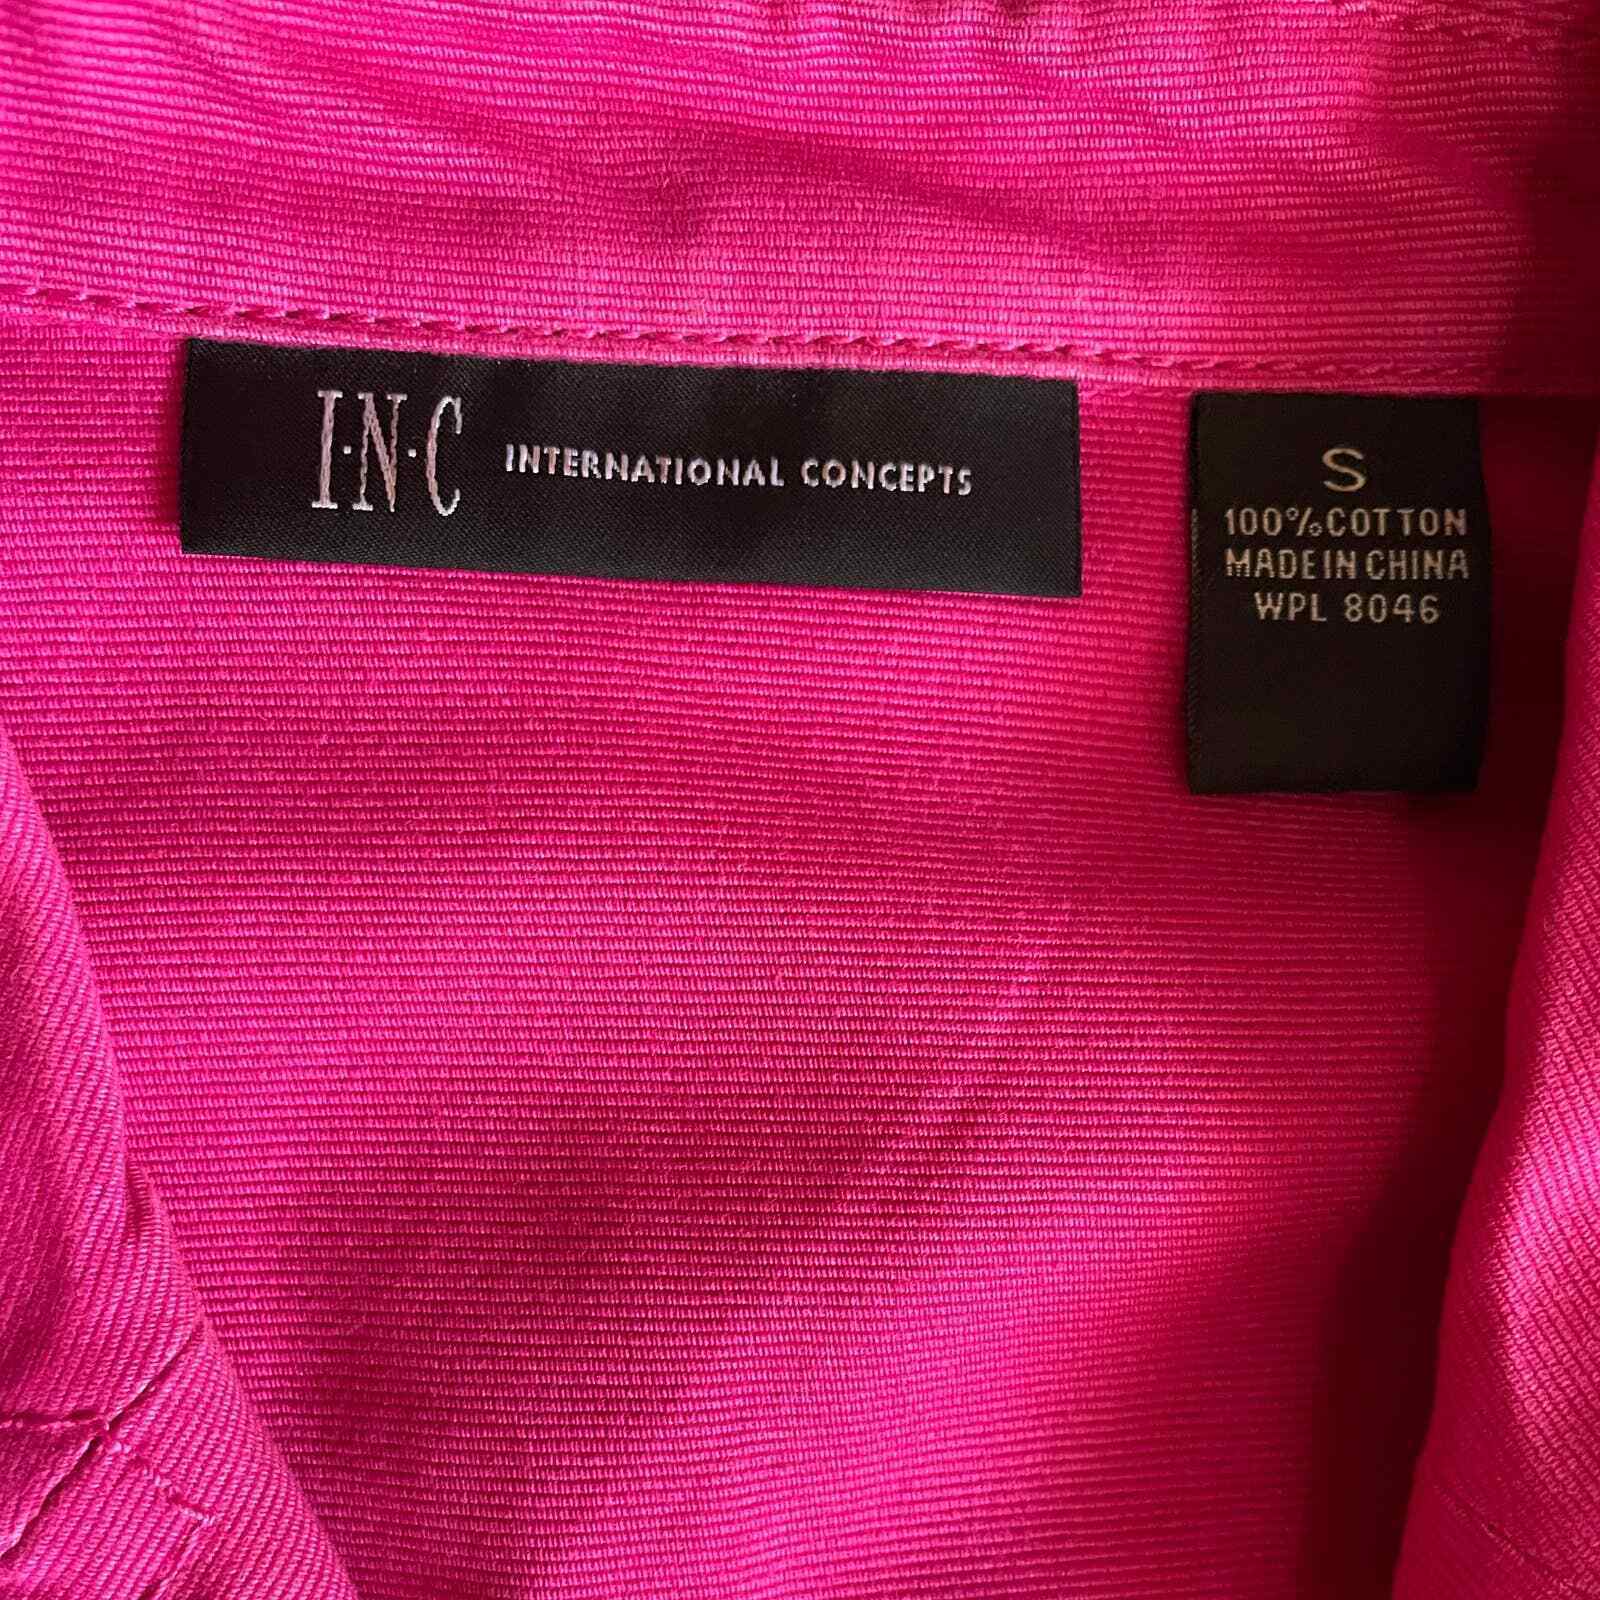 I·N·C INTERNATIONAL CONCEPTS
S
100% COTTON
MADE IN CHINA
WPL 8046